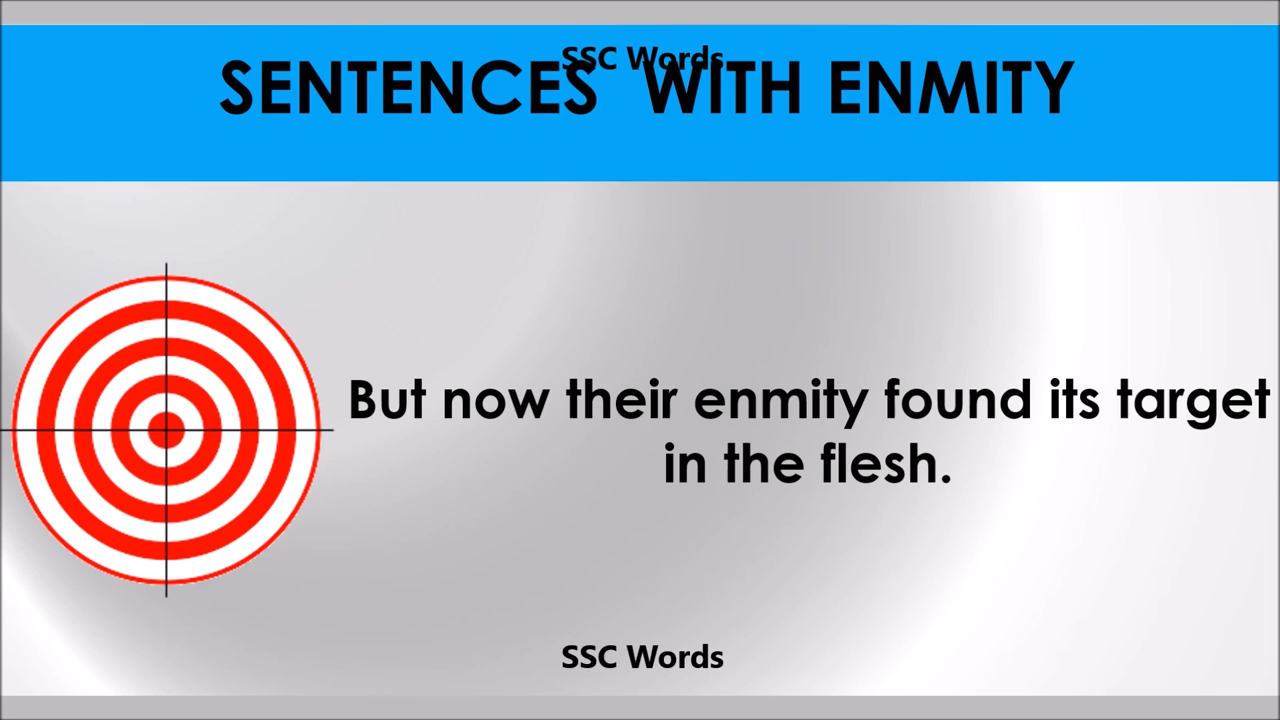 SSC Words
SENTENCES WITH ENMITY
But now their enmity found its target
in the flesh.
SSC Words